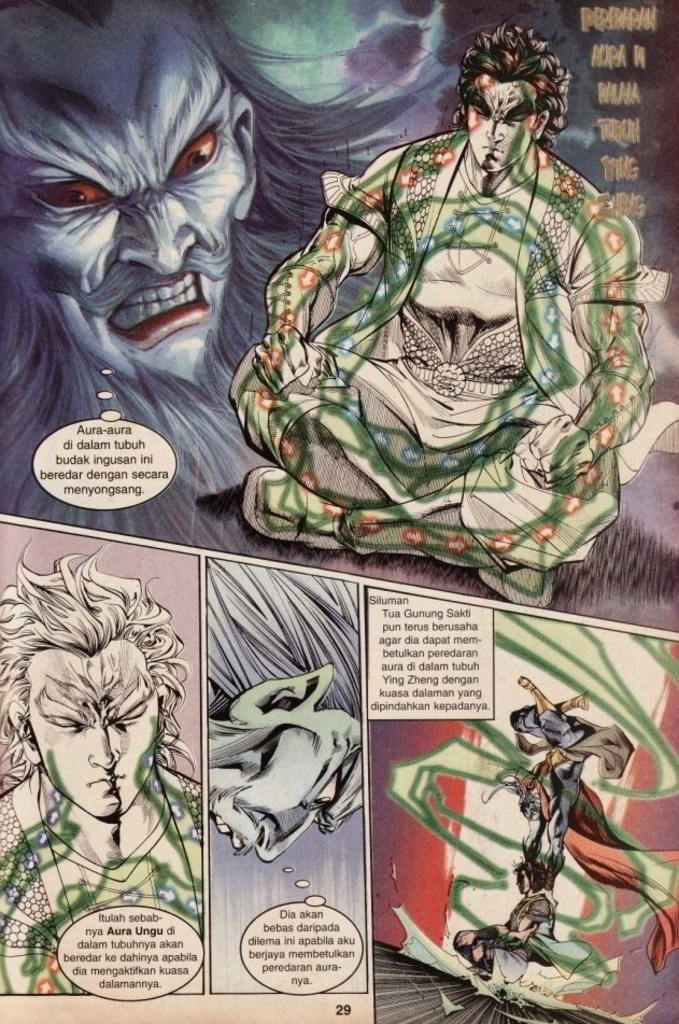 PEREDARAN
AURA DI
DALAM
TUBUH
YING
ZHENG
Aura-aura
di dalam tubuh
budak ingusan ini
beredar dengan secara
menyongsang.
Siluman
Tua Gunung Sakti
pun terus berusaha
agar dia dapat mem-
betulkan peredaran
aura di dalam tubuh
Ying Zheng dengan
kuasa dalaman yang
dipindahkan kepadanya.
Itulah sebab-
nya Aura Ungu di
dalam tubuhnya akan
beredar ke dahinya apabila
dia mengaktifkan kuasa
dalamannya.
Dia akan
bebas daripada
dilema ini apabila aku
berjaya membetulkan
peredaran aura-
nya.
29